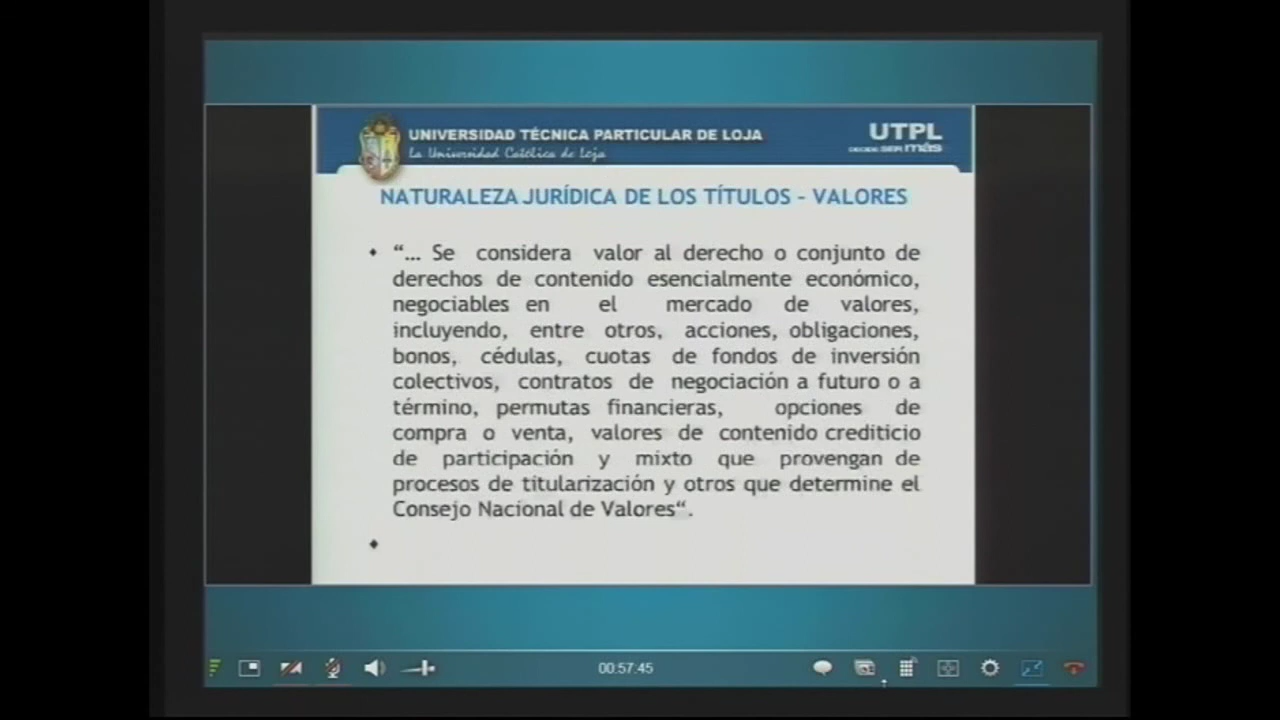 UNIVERSIDAD TÉCNICA PARTICULAR DE LOJA
La Universidad Católica de Loja
UTPL
DECIDE SER más
NATURALEZA JURÍDICA DE LOS TÍTULOS – VALORES
“... Se considera valor al derecho o conjunto de
derechos de contenido esencialmente económico,
negociables en el mercado de valores,
incluyendo, entre otros, acciones, obligaciones,
bonos, cédulas, cuotas de fondos de inversión
colectivos, contratos de negociación a futuro o a
término, permutas financieras, opciones de
compra o venta, valores de contenido crediticio
de participación y mixto que provengan de
procesos de titularización y otros que determine el
Consejo Nacional de Valores“.
00:57:45